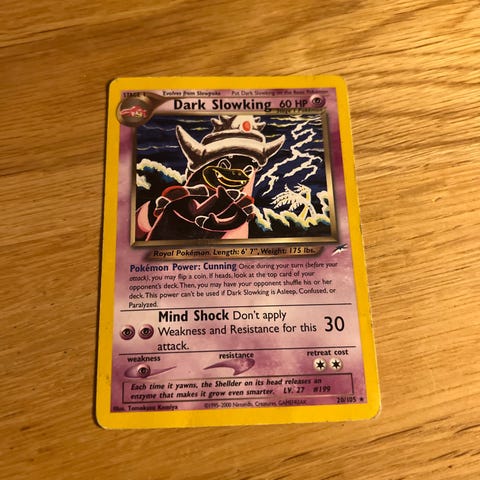 STAGE 1 Evolves from Slowpoke Put Dark Slowking on the Basic Pokémon
Dark Slowking 60 HP
Stage 1 Pokémon
Royal Pokémon. Length: 6' 7", Weight: 175 lbs.
Pokémon Power: Cunning Once during your turn (before your
attack), you may flip a coin. If heads, look at the top card of your
opponent's deck. Then, you may have your opponent shuffle his or her
deck. This power can't be used if Dark Slowking is Asleep, Confused, or
Paralyzed.
Mind Shock Don't apply
Weakness and Resistance for this 30
attack.
weakness resistance retreat cost
Each time it yawns, the Shellder on its head releases an
enzyme that makes it grow even smarter. LV. 27 #199
Illus. Tomokazu Komiya ©1995-2000 Nintendo, Creatures, GAMEFREAK. 20/105 ★